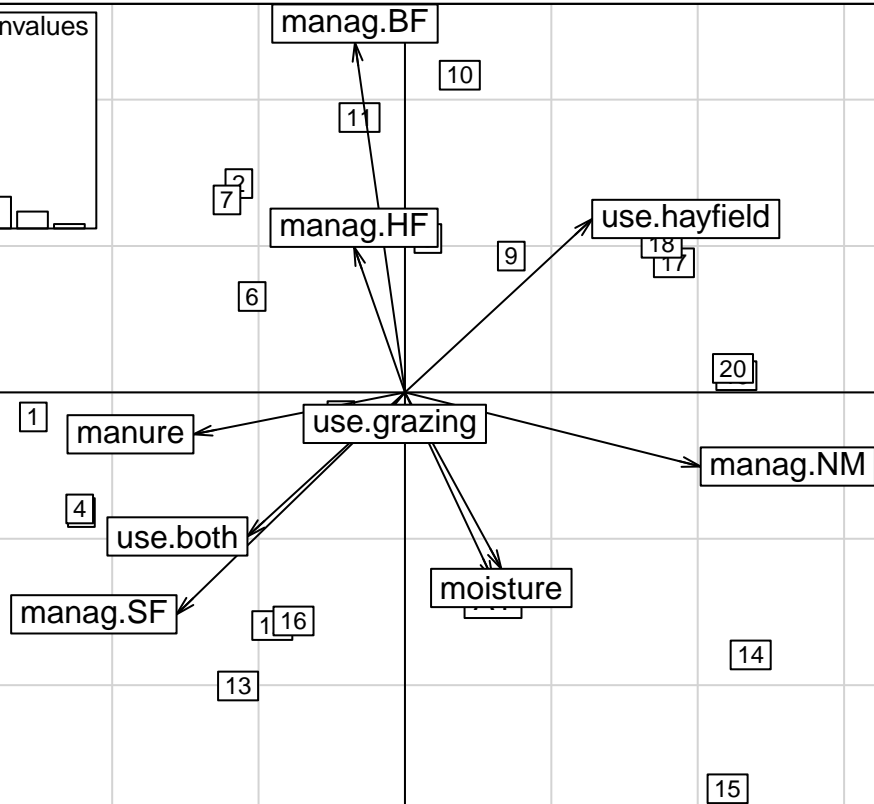 nvalues
manag.BF
10
11
2
7
manag.HF
use.hayfield
9
18
17
6
20
1
manure
use.grazing
manag.NM
4
use.both
moisture
manag.SF
16
14
13
15